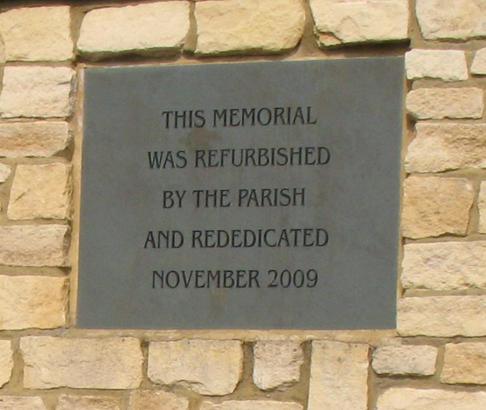 THIS MEMORIAL
WAS REFURBISHED
BY THE PARISH
AND REDEDICATED
NOVEMBER 2009